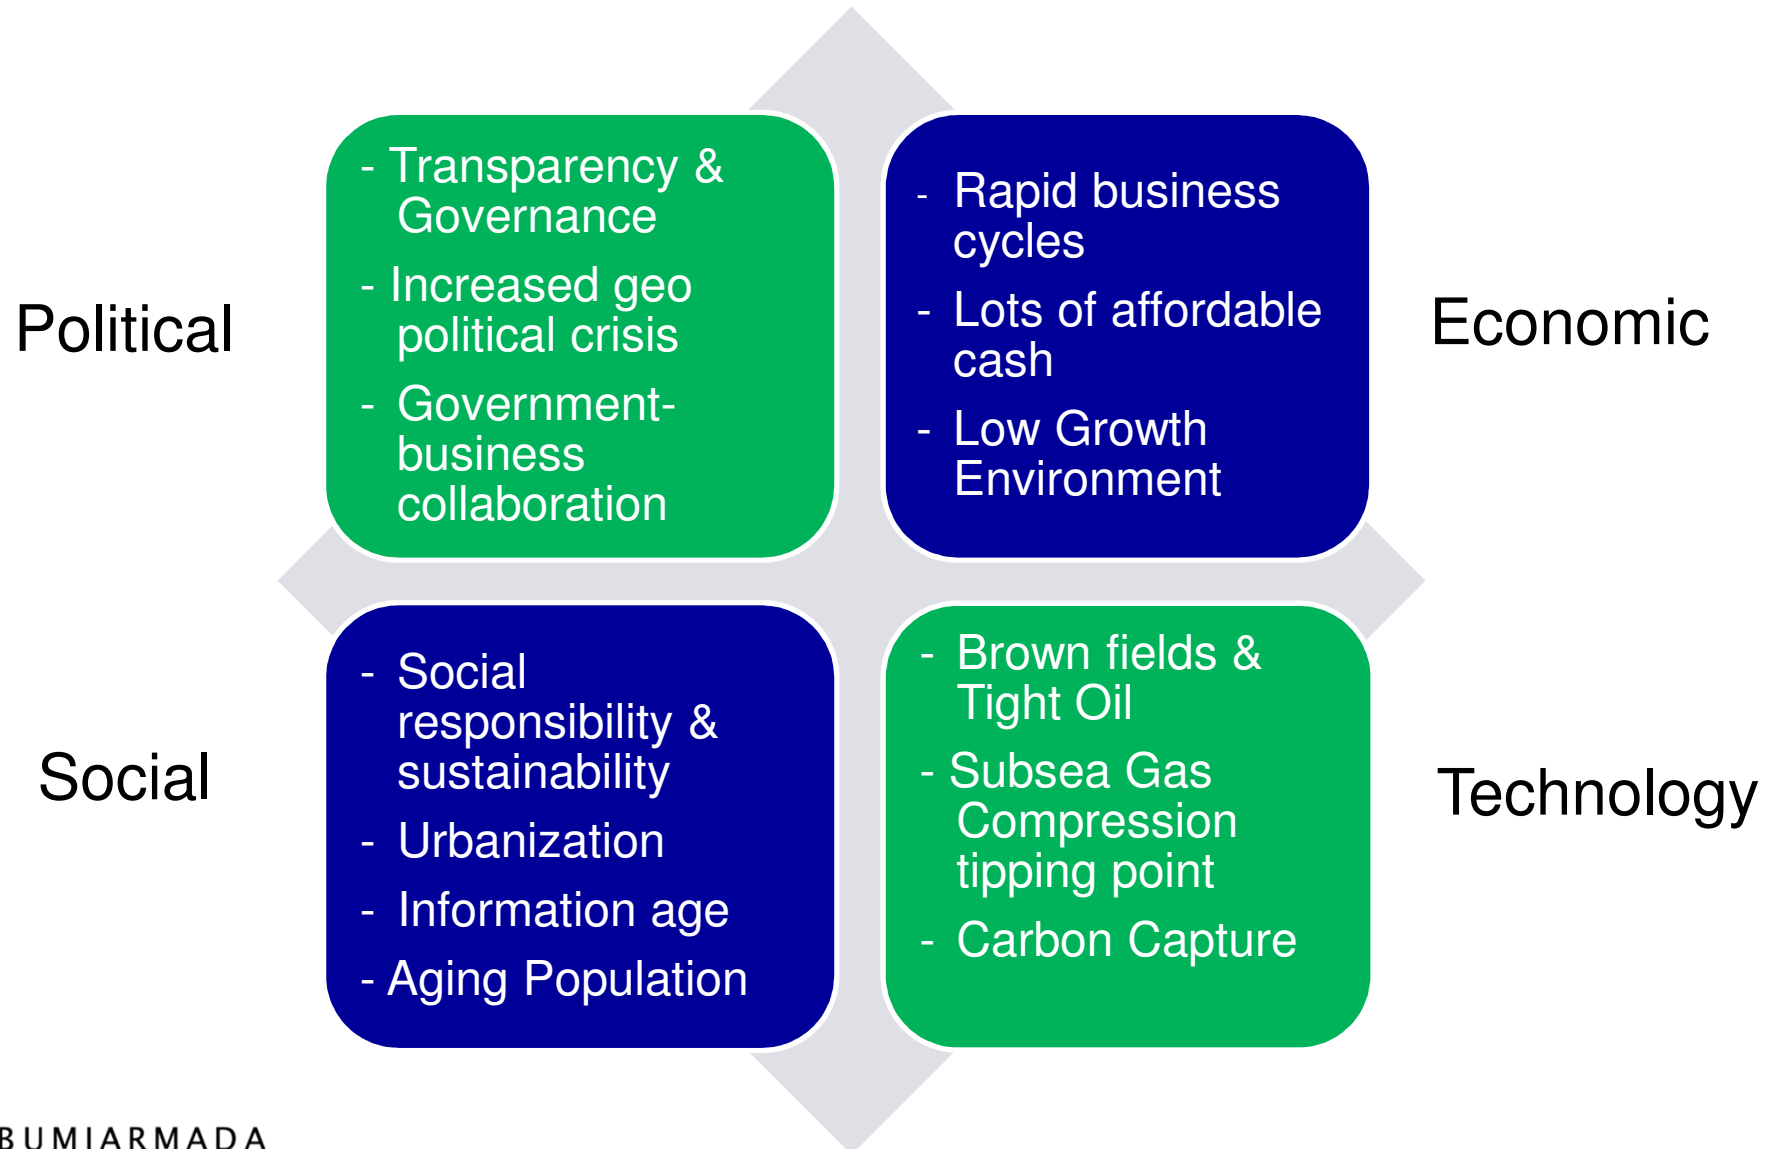 Political
- Transparency &
Governance
- Increased geo
political crisis
- Government-
business
collaboration
- Rapid business
cycles
- Lots of affordable
cash
- Low Growth
Environment
Economic
Social
- Social
responsibility &
sustainability
- Urbanization
- Information age
- Aging Population
- Brown fields &
Tight Oil
- Subsea Gas
Compression
tipping point
- Carbon Capture
Technology
BUMIARMADA